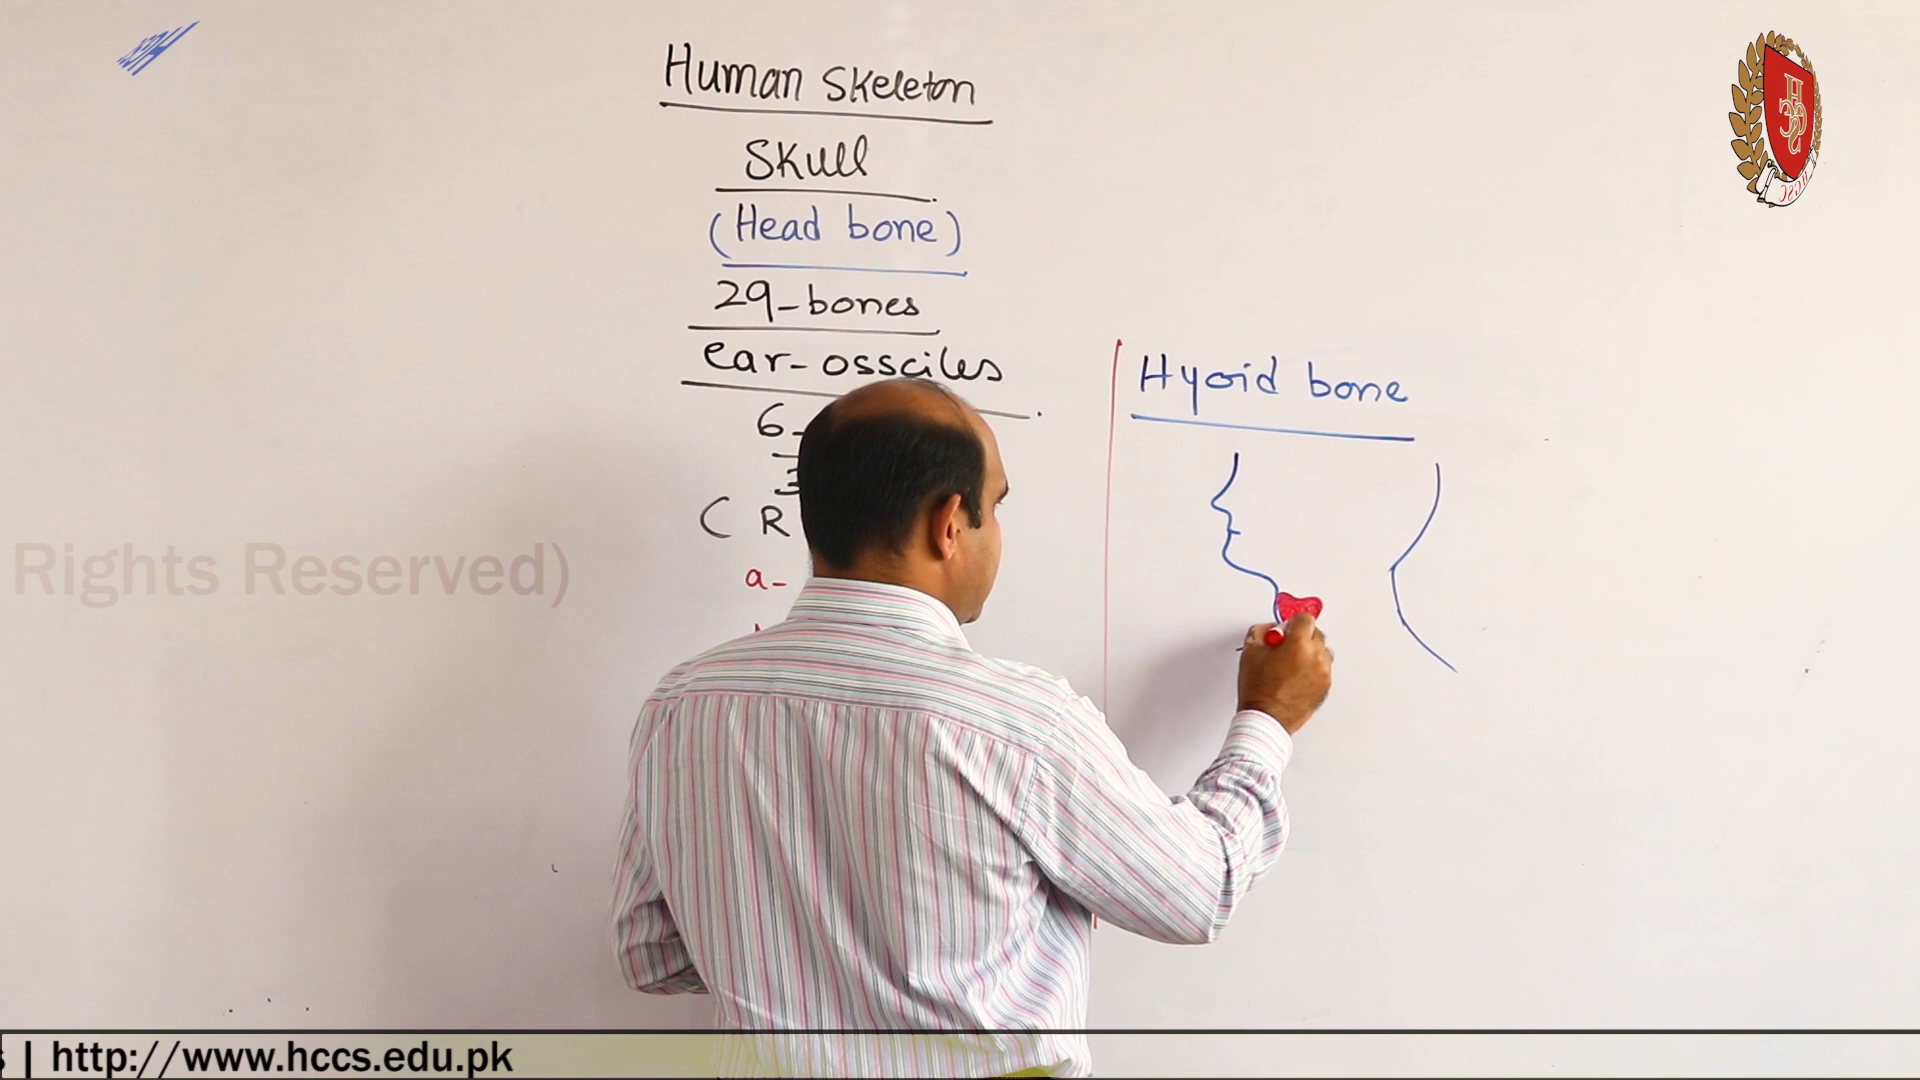 Human Skeleton
Skull
(Head bone)
29-bones
ear-ossciles
6-
3
( R
a-
Hyoid bone
Rights Reserved)
| http://www.hccs.edu.pk